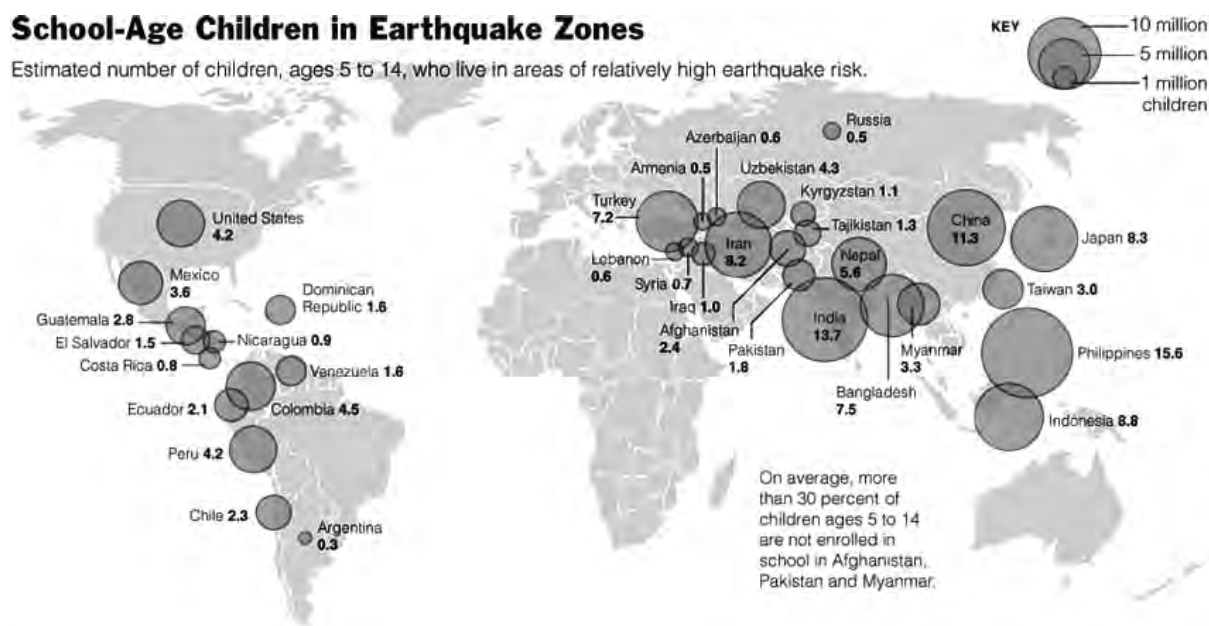 School-Age Children in Earthquake Zones
Estimated number of children, ages 5 to 14, who live in areas of relatively high earthquake risk.
KEY
10 million
5 million
1 million
children
United States
4.2
Mexico
3.6
Dominican
Republic 1.6
Guatemala 2.8
El Salvador 1.5
Nicaragua 0.9
Costa Rica 0.8
Venezuela 1.6
Ecuador 2.1
Colombia 4.5
Peru 4.2
Chile 2.3
Argentina
0.3
Russia
0.5
Azerbaijan 0.6
Armenia 0.5
Uzbekistan 4.3
Turkey
7.2
Kyrgyzstan 1.1
Tajikistan 1.3
China
11.3
Japan 8.3
Iran
8.2
Lebanon
0.6
Syria 0.7
Iraq 1.0
Nepal
5.6
Taiwan 3.0
Afghanistan
2.4
India
13.7
Pakistan
1.8
Myanmar
3.3
Philippines 15.6
Bangladesh
7.5
Indonesia 8.8
On average, more
than 30 percent of
children ages 5 to 14
are not enrolled in
school in Afghanistan,
Pakistan and Myanmar.